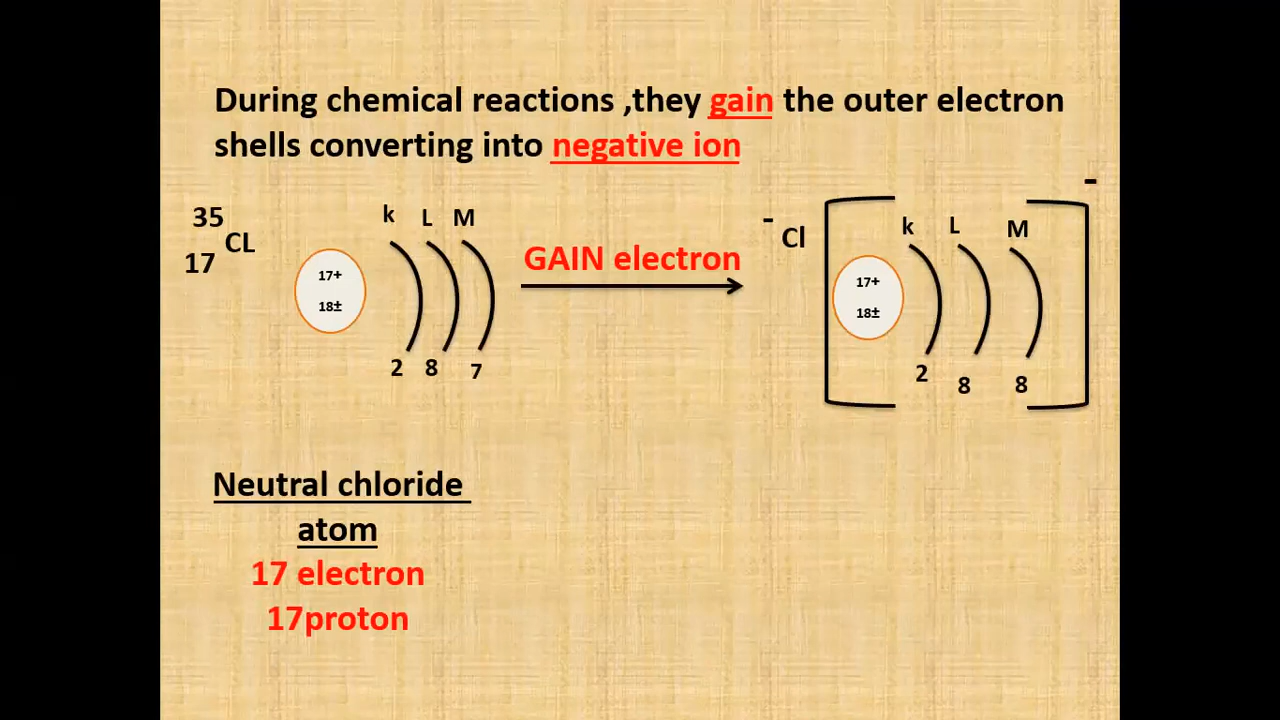 During chemical reactions ,they gain the outer electron
shells converting into negative ion
35
17
CL
k L M
17+
18±
2 8 7
GAIN electron
- Cl
k L M
-
17+
18±
2 8 8
Neutral chloride
atom
17 electron
17proton